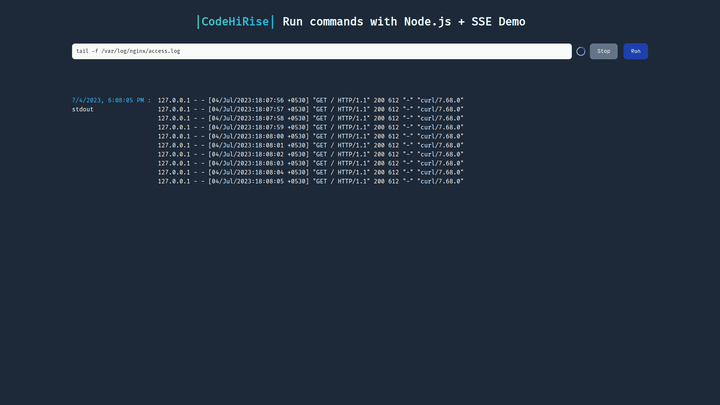 |CodeHiRise| Run commands with Node.js + SSE Demo
tail -f /var/log/nginx/access.log
Stop
Run
7/4/2023, 6:08:05 PM : 127.0.0.1 - - [04/Jul/2023:18:07:56 +0530] "GET / HTTP/1.1" 200 612 "-" "curl/7.68.0"
stdout 127.0.0.1 - - [04/Jul/2023:18:07:57 +0530] "GET / HTTP/1.1" 200 612 "-" "curl/7.68.0"
127.0.0.1 - - [04/Jul/2023:18:07:58 +0530] "GET / HTTP/1.1" 200 612 "-" "curl/7.68.0"
127.0.0.1 - - [04/Jul/2023:18:07:59 +0530] "GET / HTTP/1.1" 200 612 "-" "curl/7.68.0"
127.0.0.1 - - [04/Jul/2023:18:08:00 +0530] "GET / HTTP/1.1" 200 612 "-" "curl/7.68.0"
127.0.0.1 - - [04/Jul/2023:18:08:01 +0530] "GET / HTTP/1.1" 200 612 "-" "curl/7.68.0"
127.0.0.1 - - [04/Jul/2023:18:08:02 +0530] "GET / HTTP/1.1" 200 612 "-" "curl/7.68.0"
127.0.0.1 - - [04/Jul/2023:18:08:03 +0530] "GET / HTTP/1.1" 200 612 "-" "curl/7.68.0"
127.0.0.1 - - [04/Jul/2023:18:08:04 +0530] "GET / HTTP/1.1" 200 612 "-" "curl/7.68.0"
127.0.0.1 - - [04/Jul/2023:18:08:05 +0530] "GET / HTTP/1.1" 200 612 "-" "curl/7.68.0"